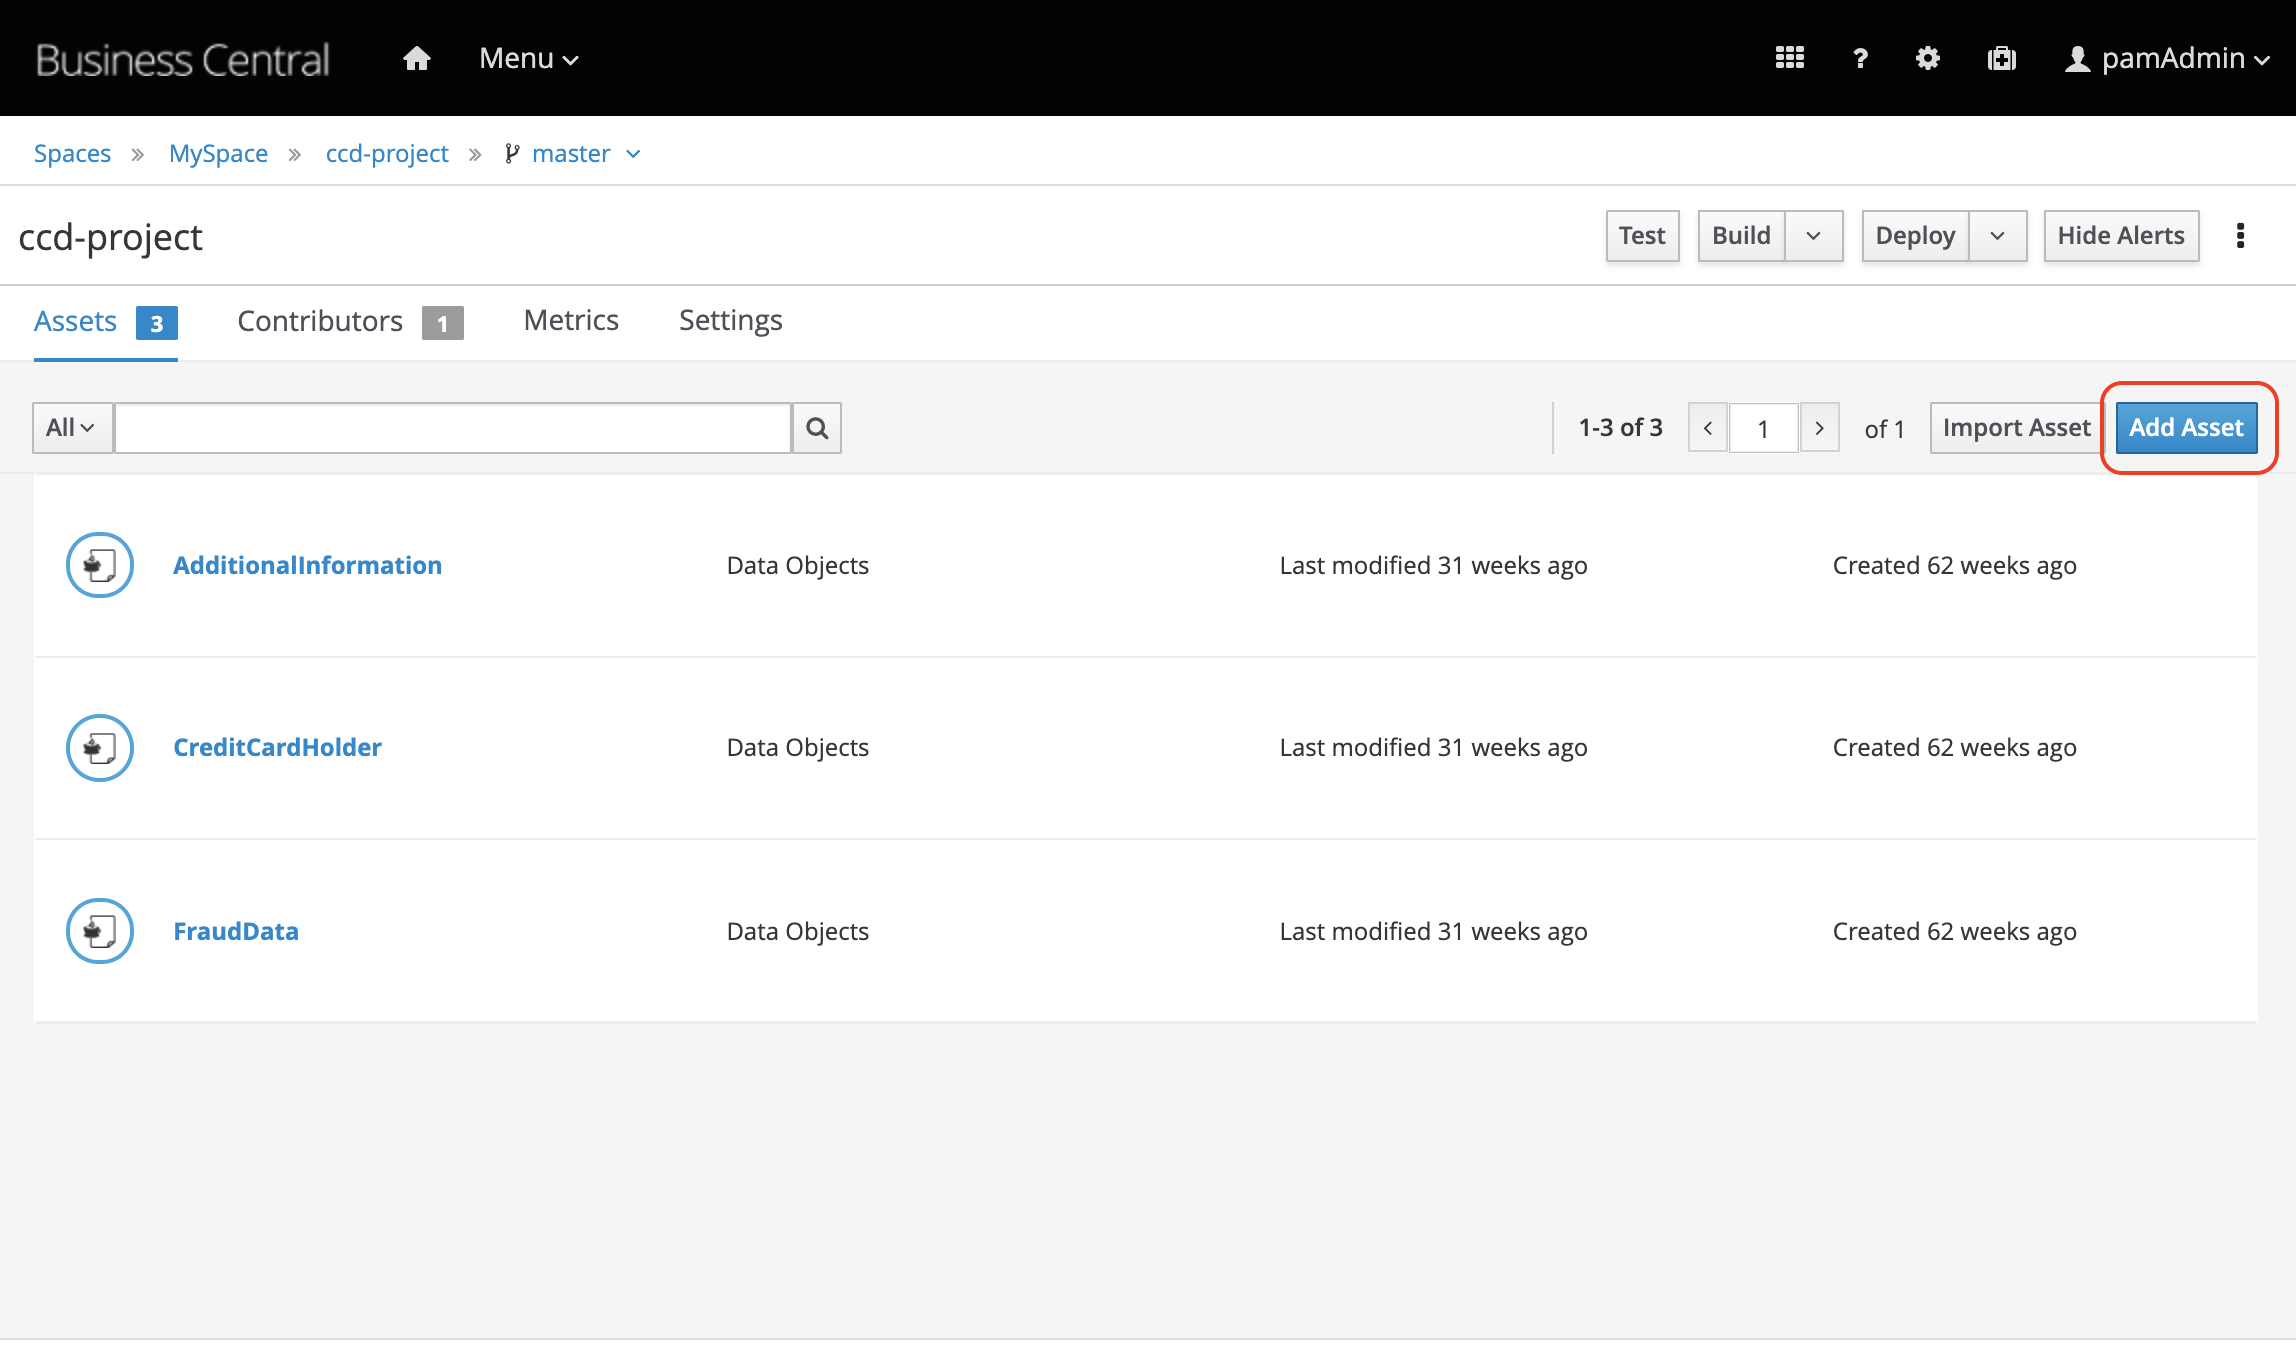 Business Central Menu ? pamAdmin
Spaces » MySpace » ccd-project » master
ccd-project Test Build Deploy Hide Alerts
Assets 3 Contributors 1 Metrics Settings
All 1-3 of 3 < 1 > of 1 Import Asset Add Asset
AdditionalInformation Data Objects Last modified 31 weeks ago Created 62 weeks ago
CreditCardHolder Data Objects Last modified 31 weeks ago Created 62 weeks ago
FraudData Data Objects Last modified 31 weeks ago Created 62 weeks ago